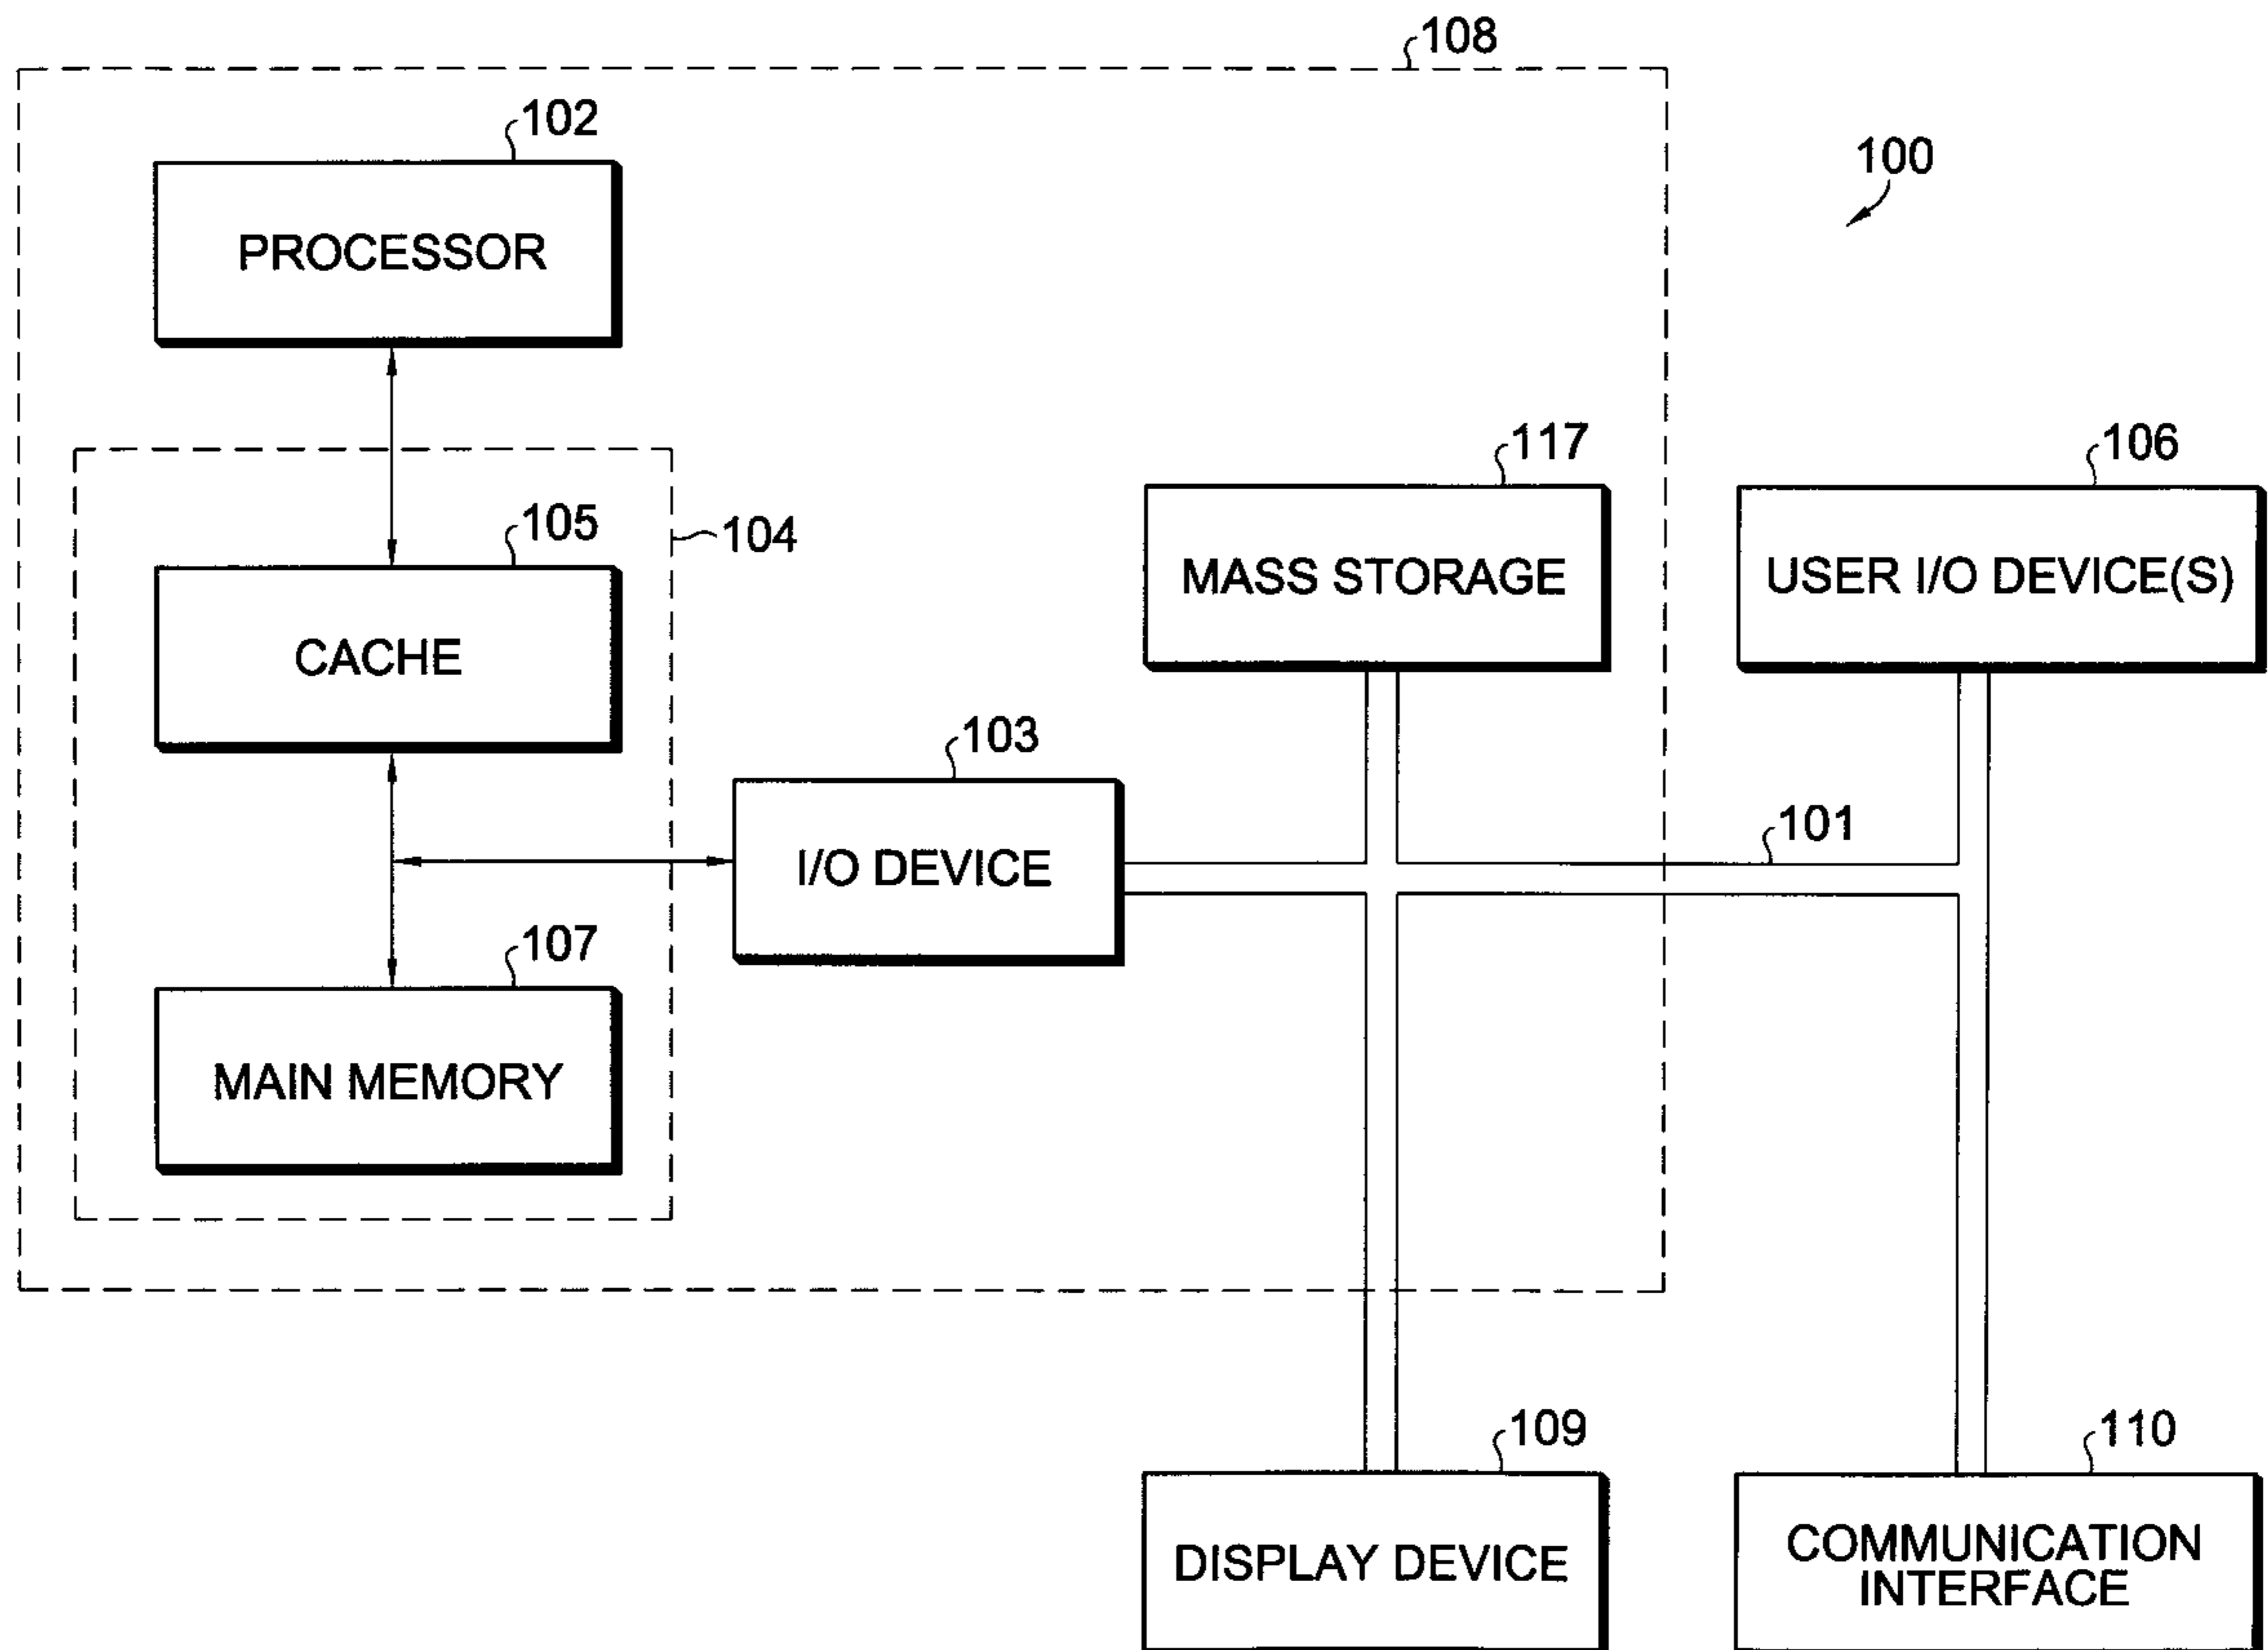 108
102
100
PROCESSOR
117
106
105
104
MASS STORAGE
USER I/O DEVICE(S)
CACHE
103
101
I/O DEVICE
107
MAIN MEMORY
109
110
DISPLAY DEVICE
COMMUNICATION
INTERFACE